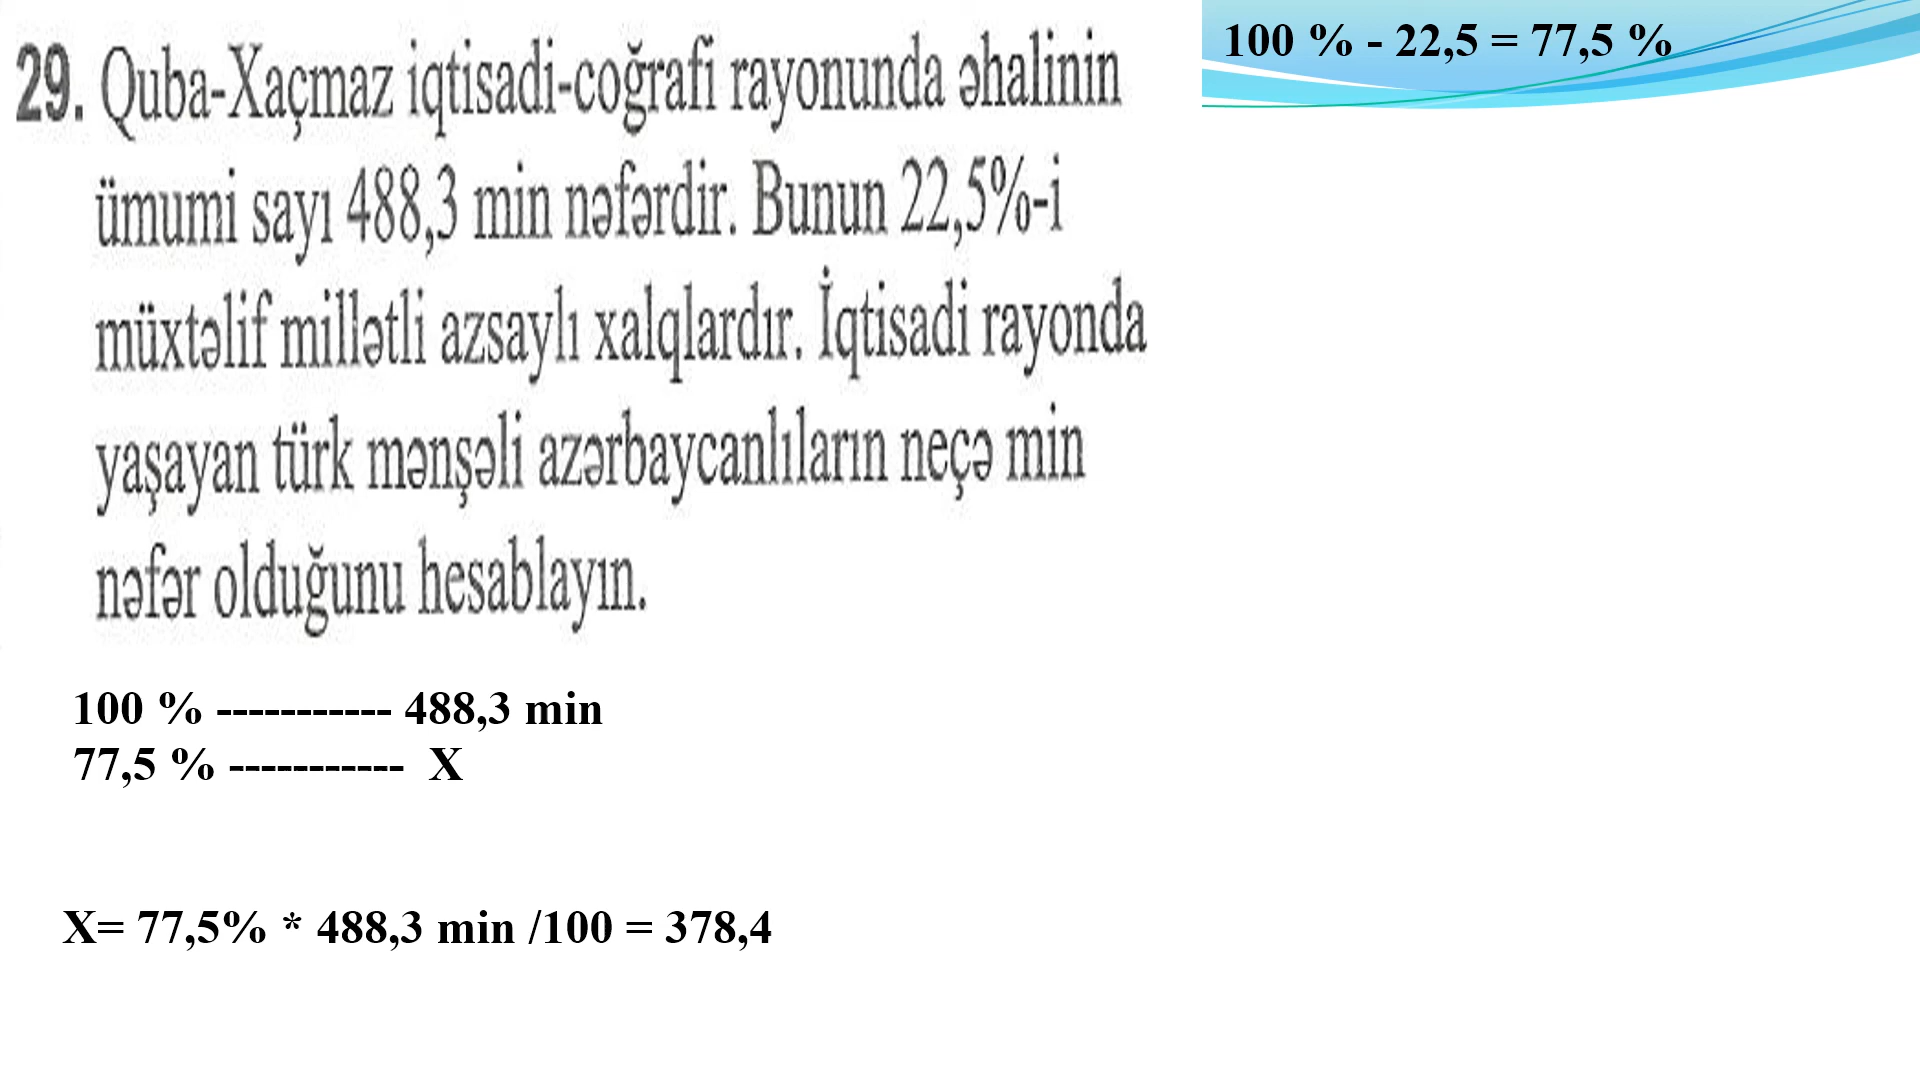 29. Quba-Xaçmaz iqtisadi-coğrafi rayonunda əhalinin
ümumi sayı 488,3 min nəfərdir. Bunun 22,5%-i
müxtəlif millətli azsaylı xalqlardır. İqtisadi rayonda
yaşayan türk mənşəli azərbaycanlıların neçə min
nəfər olduğunu hesablayın.
100 % - 22,5 = 77,5 %
100 % ----------- 488,3 min
77,5 % ----------- X
X= 77,5% * 488,3 min /100 = 378,4